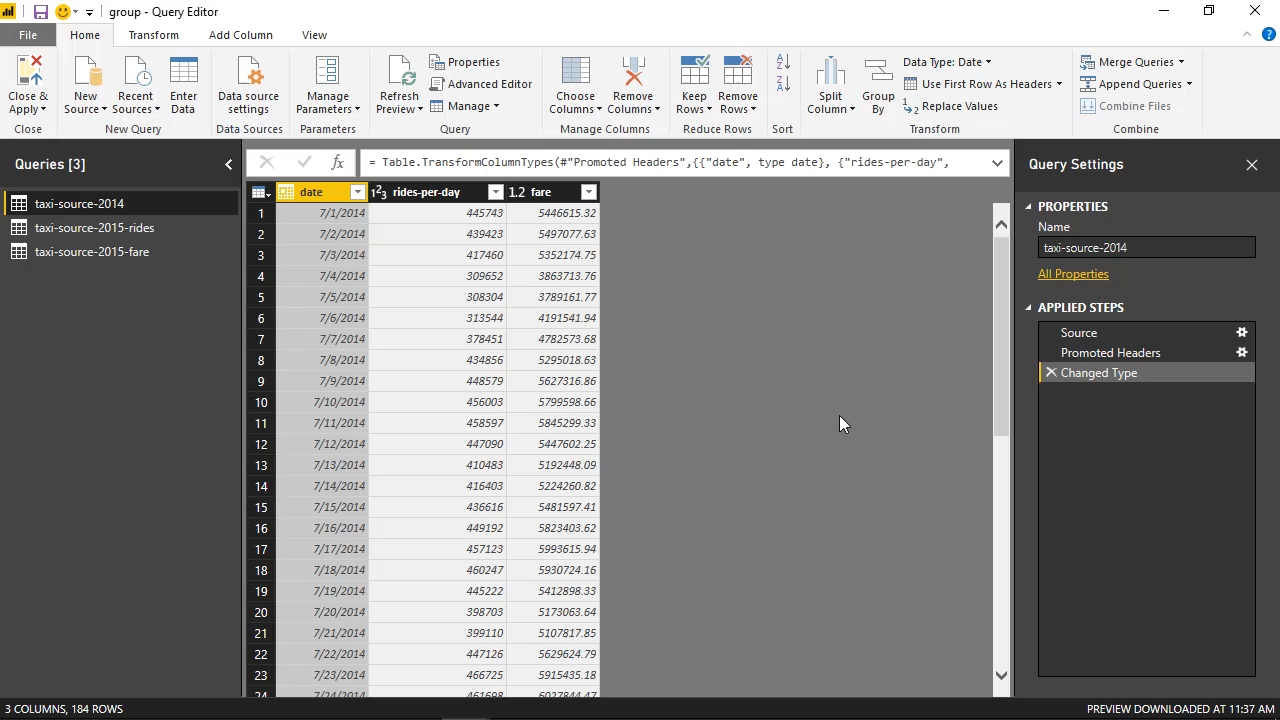 group - Query Editor
File Home Transform Add Column View
Close & Apply
New Source
Recent Sources
Enter Data
Data source settings
Manage Parameters
Refresh Preview
Properties
Advanced Editor
Manage
Choose Columns
Remove Columns
Keep Rows
Remove Rows
Split Column
Group By
Data Type: Date
Use First Row As Headers
Replace Values
Merge Queries
Append Queries
Combine Files
Close New Query Data Sources Parameters Query Manage Columns Reduce Rows Sort Transform Combine
Queries [3]
taxi-source-2014
taxi-source-2015-rides
taxi-source-2015-fare
= Table.TransformColumnTypes(#"Promoted Headers",{{"date", type date}, {"rides-per-day",
date 123 rides-per-day 1.2 fare
1 7/1/2014 445743 5446615.32
2 7/2/2014 439423 5497077.63
3 7/3/2014 417460 5352174.75
4 7/4/2014 309652 3863713.76
5 7/5/2014 308304 3789161.77
6 7/6/2014 313544 4191541.94
7 7/7/2014 378451 4782573.68
8 7/8/2014 434856 5295018.63
9 7/9/2014 448579 5627316.86
10 7/10/2014 456003 5799598.66
11 7/11/2014 458597 5845299.33
12 7/12/2014 447090 5447602.25
13 7/13/2014 410483 5192448.09
14 7/14/2014 416403 5224260.82
15 7/15/2014 436616 5481597.41
16 7/16/2014 449192 5823403.62
17 7/17/2014 457123 5993615.94
18 7/18/2014 460247 5930724.16
19 7/19/2014 445222 5412898.33
20 7/20/2014 398703 5173063.64
21 7/21/2014 399110 5107817.85
22 7/22/2014 447126 5629624.79
23 7/23/2014 466725 5915435.18
24 7/24/2014 461698 6027844.47
Query Settings
PROPERTIES
Name
taxi-source-2014
All Properties
APPLIED STEPS
Source
Promoted Headers
Changed Type
3 COLUMNS, 184 ROWS
PREVIEW DOWNLOADED AT 11:37 AM